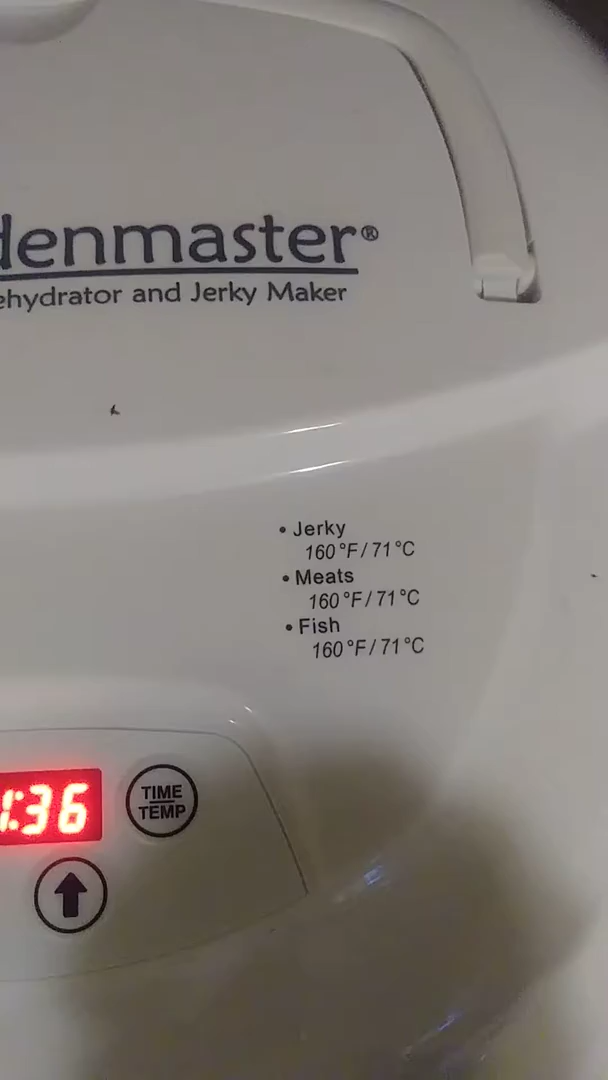 denmaster®
ehydrator and Jerky Maker
• Jerky
160°F/71°C
• Meats
160°F/71°C
• Fish
160°F/71°C
:36
TIME
TEMP